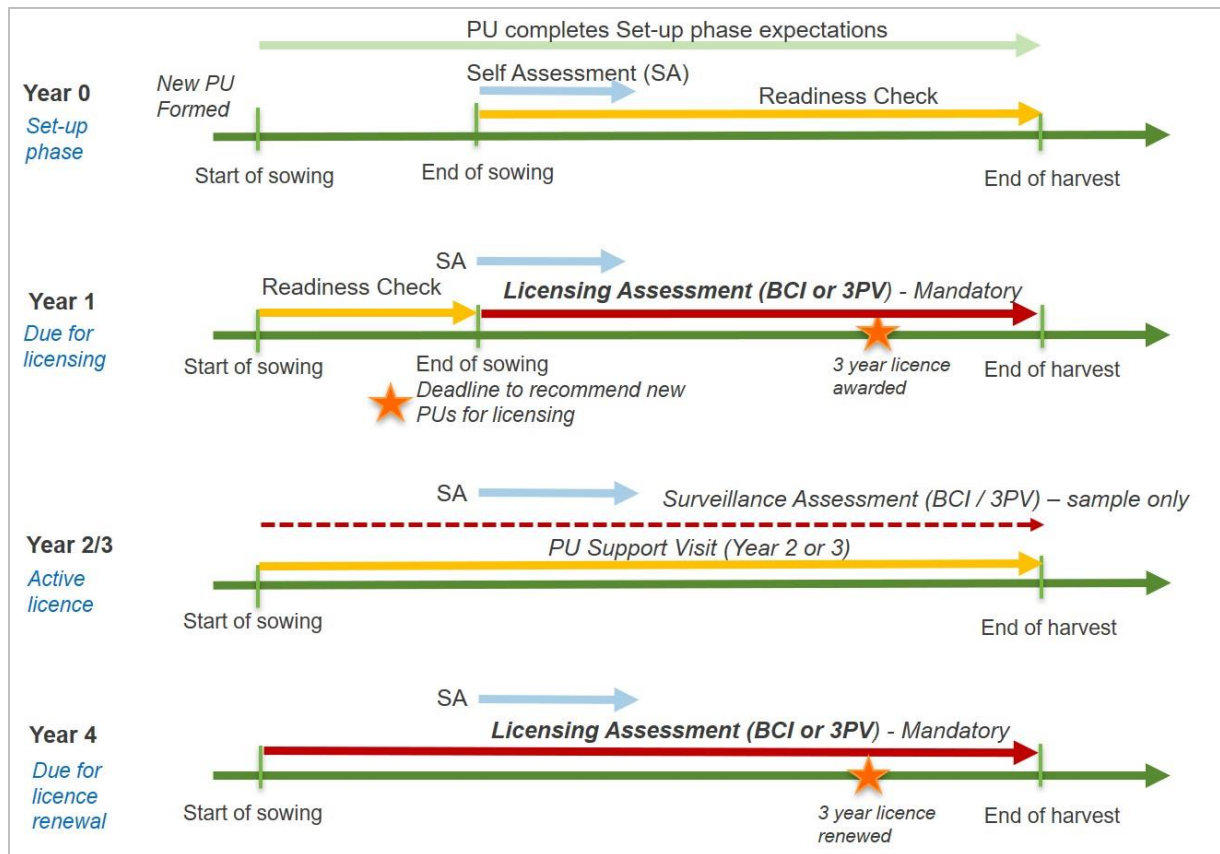 PU completes Set-up phase expectations
Year 0
Set-up
phase
New PU
Formed
Self Assessment (SA)
Readiness Check
Start of sowing
End of sowing
End of harvest
Year 1
Due for
licensing
SA
Readiness Check
Licensing Assessment (BCI or 3PV) - Mandatory
Start of sowing
End of sowing
Deadline to recommend new
PUs for licensing
3 year licence
awarded
End of harvest
SA
Surveillance Assessment (BCI / 3PV) – sample only
Year 2/3
Active
licence
PU Support Visit (Year 2 or 3)
Start of sowing
End of harvest
SA
Year 4
Due for
licence
renewal
Licensing Assessment (BCI or 3PV) - Mandatory
Start of sowing
3 year licence
renewed
End of harvest